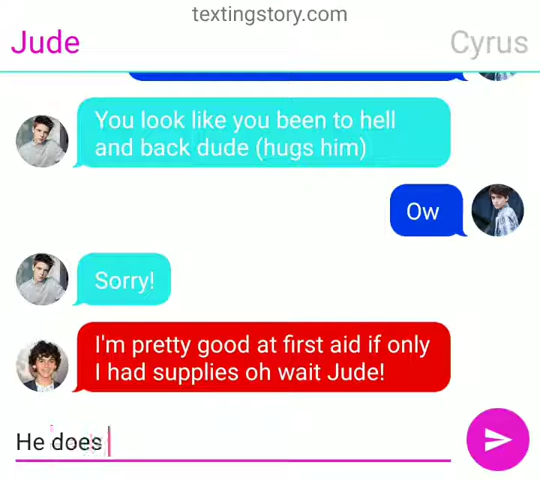 textingstory.com
Jude
Cyrus
You look like you been to hell
and back dude (hugs him)
Ow
Sorry!
I'm pretty good at first aid if only
I had supplies oh wait Jude!
He does